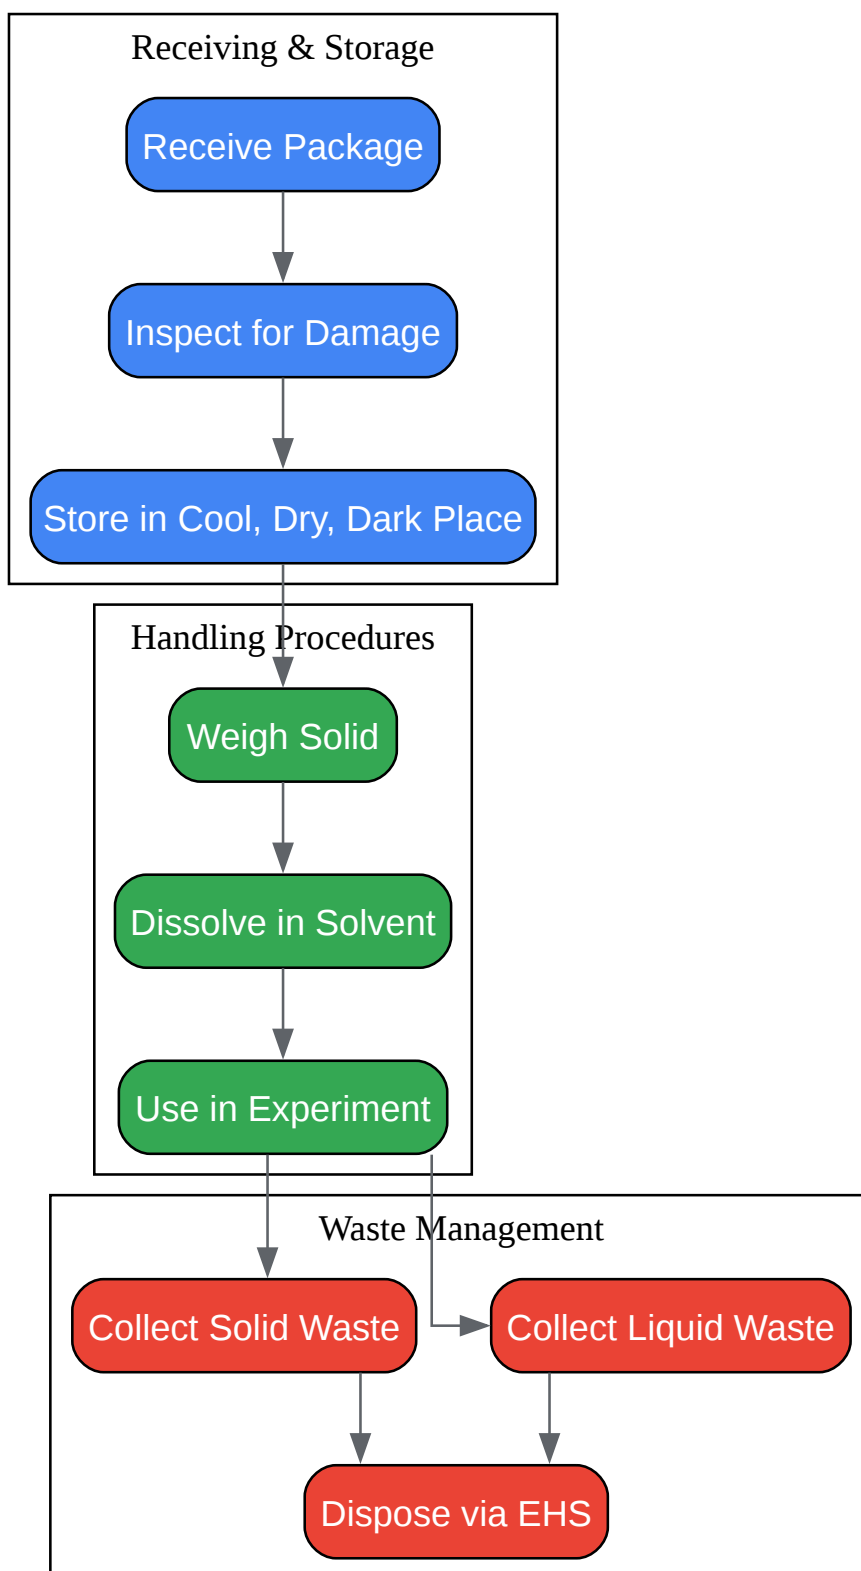 Receiving & Storage
Receive Package
Inspect for Damage
Store in Cool, Dry, Dark Place
Handling Procedures
Weigh Solid
Dissolve in Solvent
Use in Experiment
Waste Management
Collect Solid Waste
Collect Liquid Waste
Dispose via EHS